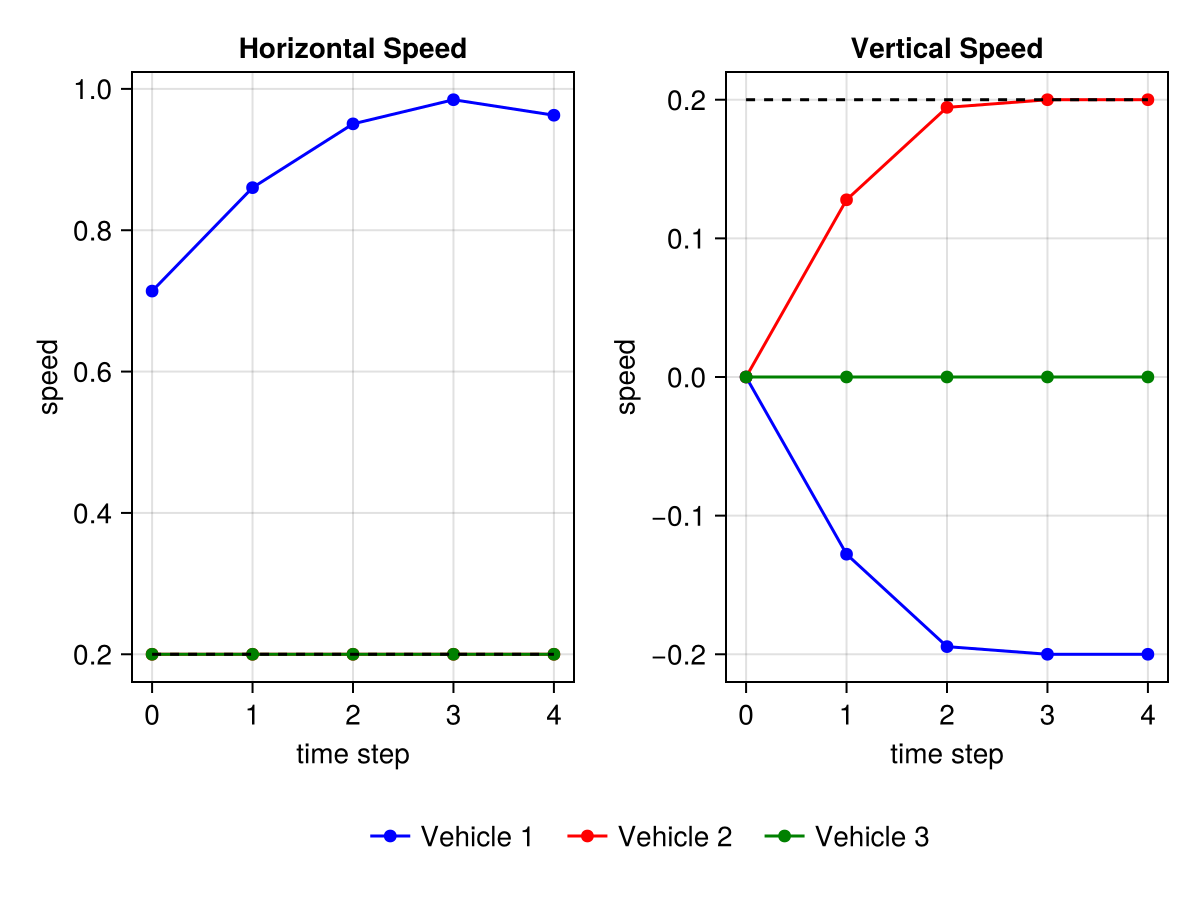 Horizontal Speed
1.0
0.8
0.6
0.4
0.2
speed
0 1 2 3 4
time step
Vertical Speed
0.2
0.1
0.0
−0.1
−0.2
speed
0 1 2 3 4
time step
Vehicle 1 Vehicle 2 Vehicle 3